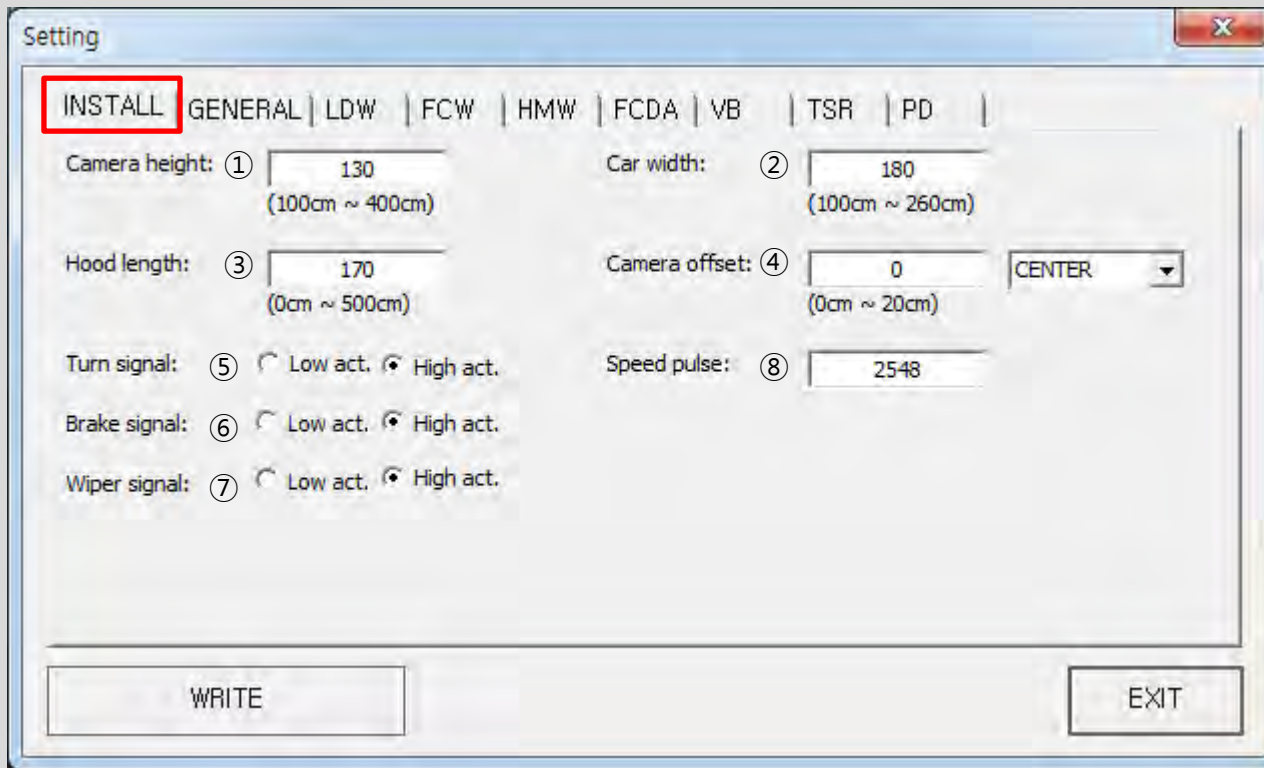 Setting
INSTALL GENERAL LDW FCW HMW FCDA VB TSR PD
Camera height: ① 130 Car width: ② 180
(100cm ~ 400cm) (100cm ~ 260cm)
Hood length: ③ 170 Camera offset: ④ 0 CENTER
(0cm ~ 500cm) (0cm ~ 20cm)
Turn signal: ⑤ Low act. High act. Speed pulse: ⑧ 2548
Brake signal: ⑥ Low act. High act.
Wiper signal: ⑦ Low act. High act.
WRITE EXIT